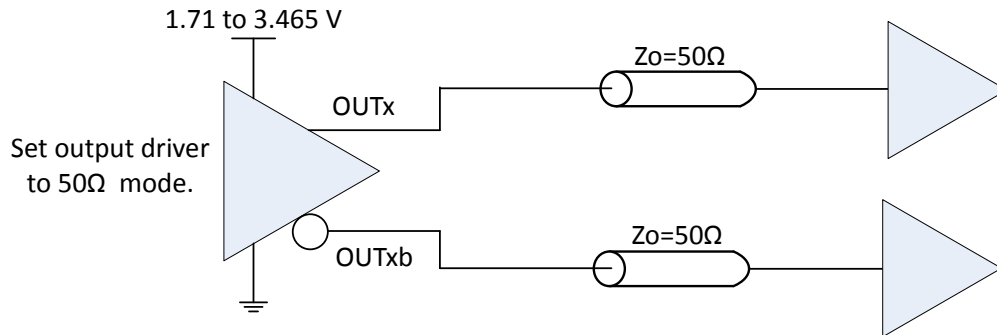 1.71 to 3.465 V
Zo=50Ω
OUTx
Set output driver
to 50Ω mode.
Zo=50Ω
OUTxb